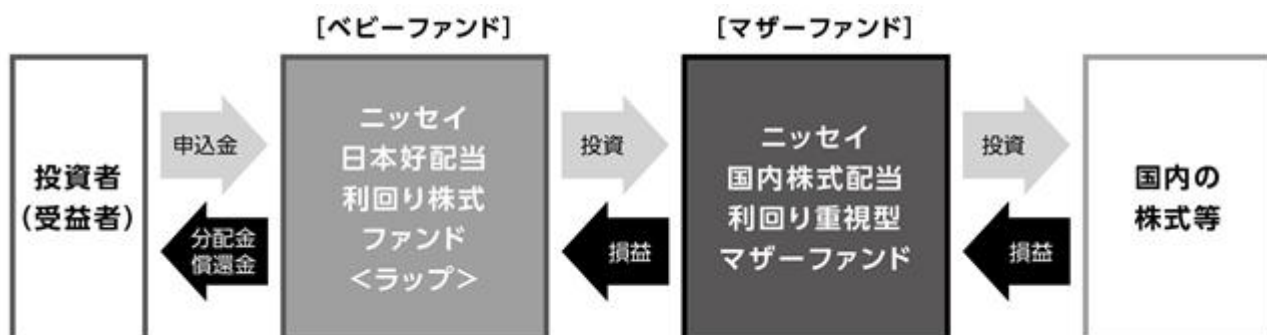 [ベビーファンド]
[マザーファンド]
投資者
(受益者)
申込金
分配金
償還金
ニッセイ
日本好配当
利回り株式
ファンド
<ラップ>
投資
損益
ニッセイ
国内株式配当
利回り重視型
マザーファンド
投資
損益
国内の
株式等